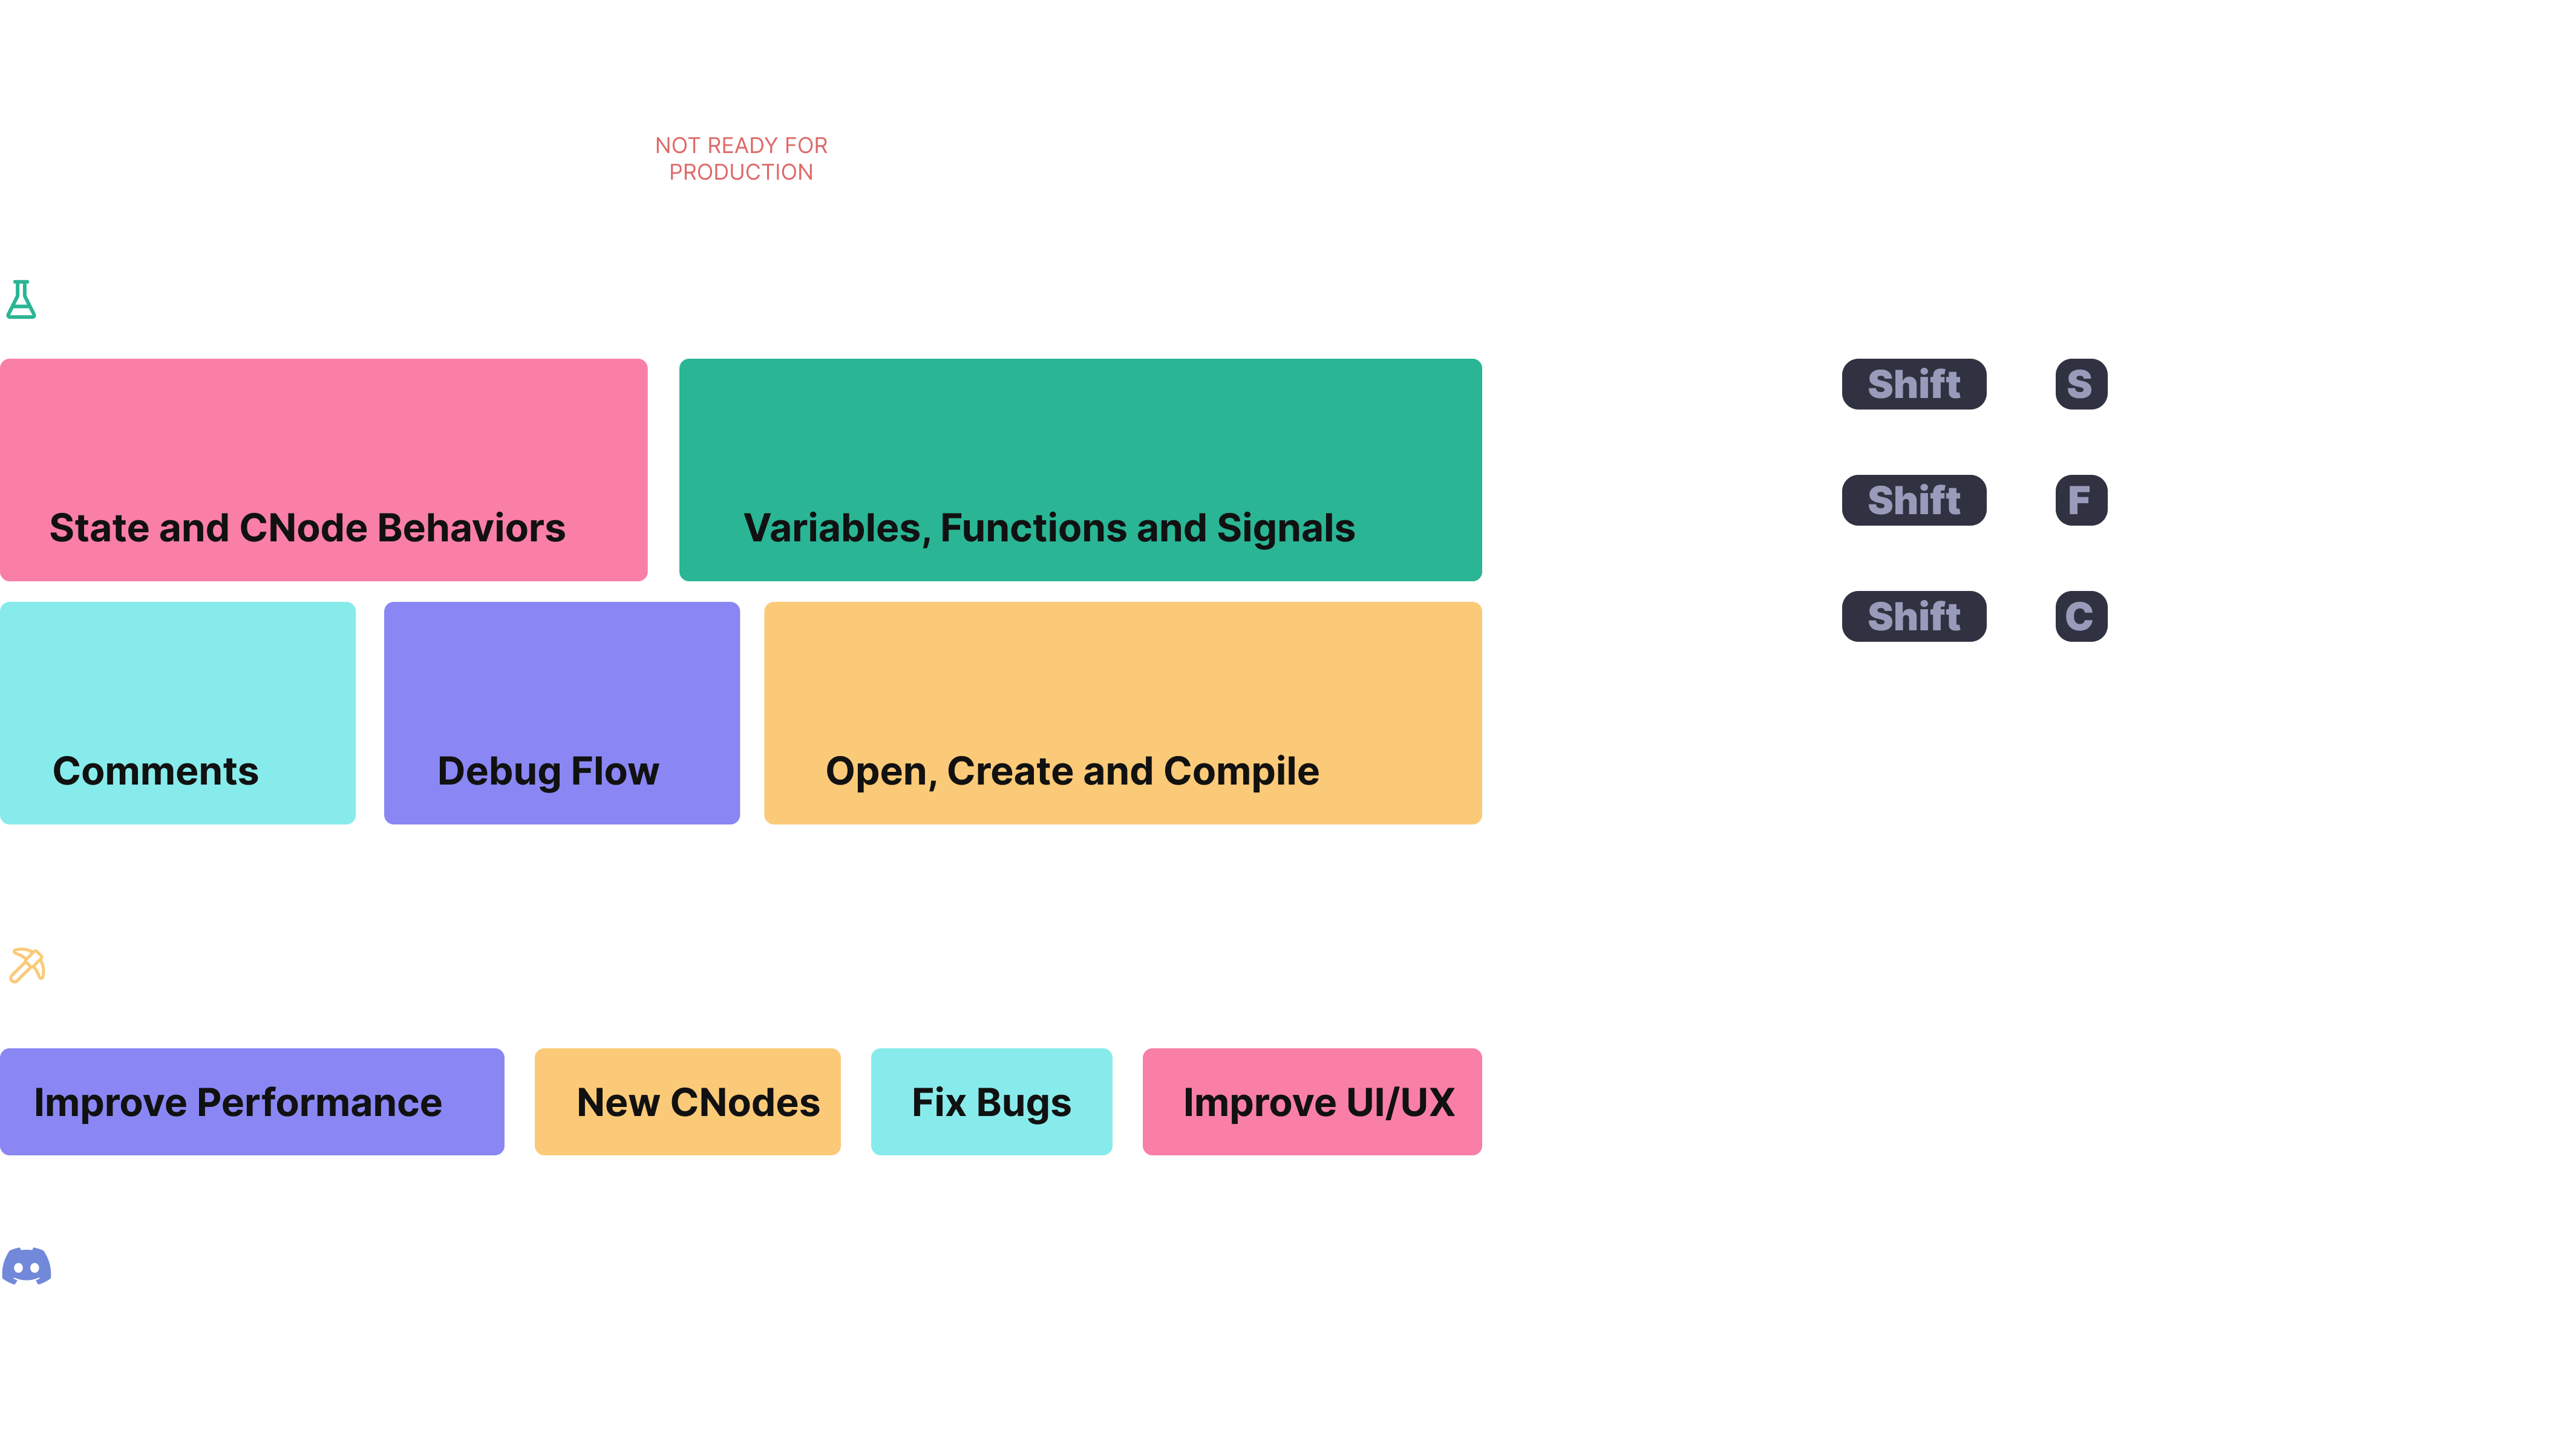 NOT READY FOR
PRODUCTION
State and CNode Behaviors
Variables, Functions and Signals
Comments
Debug Flow
Open, Create and Compile
Improve Performance
New CNodes
Fix Bugs
Improve UI/UX
Shift S
Shift F
Shift C